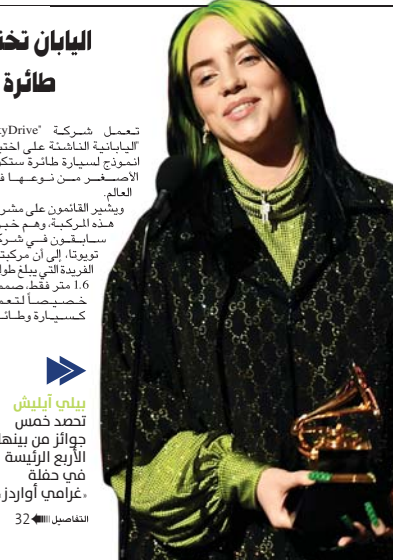 اليابان تخت
طائرة
تعمل شركة "kyDrive
"اليابانية الناشئة على اختب
انموذج لسيارة طائرة ستكو
الأصغر من نوعها ف
العالم.
ويشير القائمون على مشر
هذه المركبة، وهم خبر
سابقون في شرك
تويوتا، إلى أن مركبت
الفريدة التي يبلغ طوله
1.6 متر فقط، صمم
خصيصاً لتعم
كسيارة وطائ
بيلي آيليش
تحصد خمس
جوائز من بينها
الأربع الرئيسة
في حفلة
«غرامي أواردز
التفاصيل 32